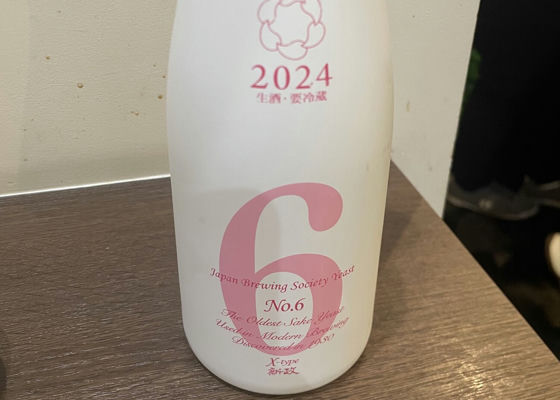 2024
生酒・要冷蔵
6
Japan Brewing Society Yeast
No.6
The Oldest Sake Yeast
Used in Modern Brewing
Discovered in 1930
X-type
新政